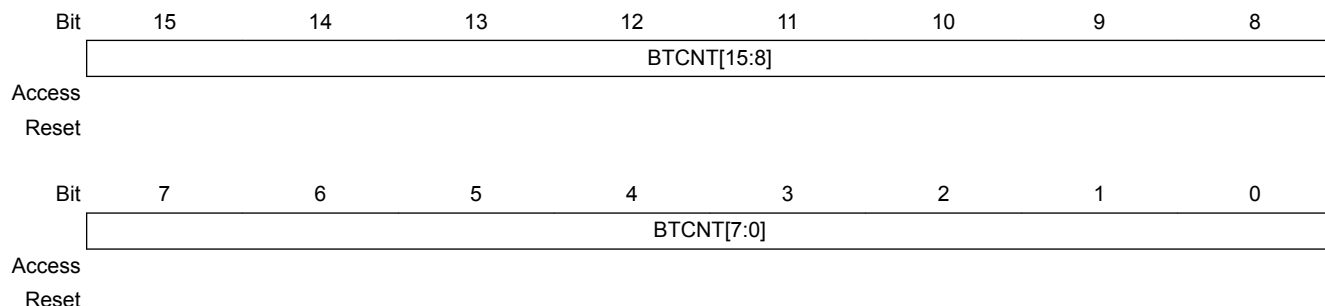 Bit 15 14 13 12 11 10 9 8
BTCNT[15:8]
Access
Reset
Bit 7 6 5 4 3 2 1 0
BTCNT[7:0]
Access
Reset